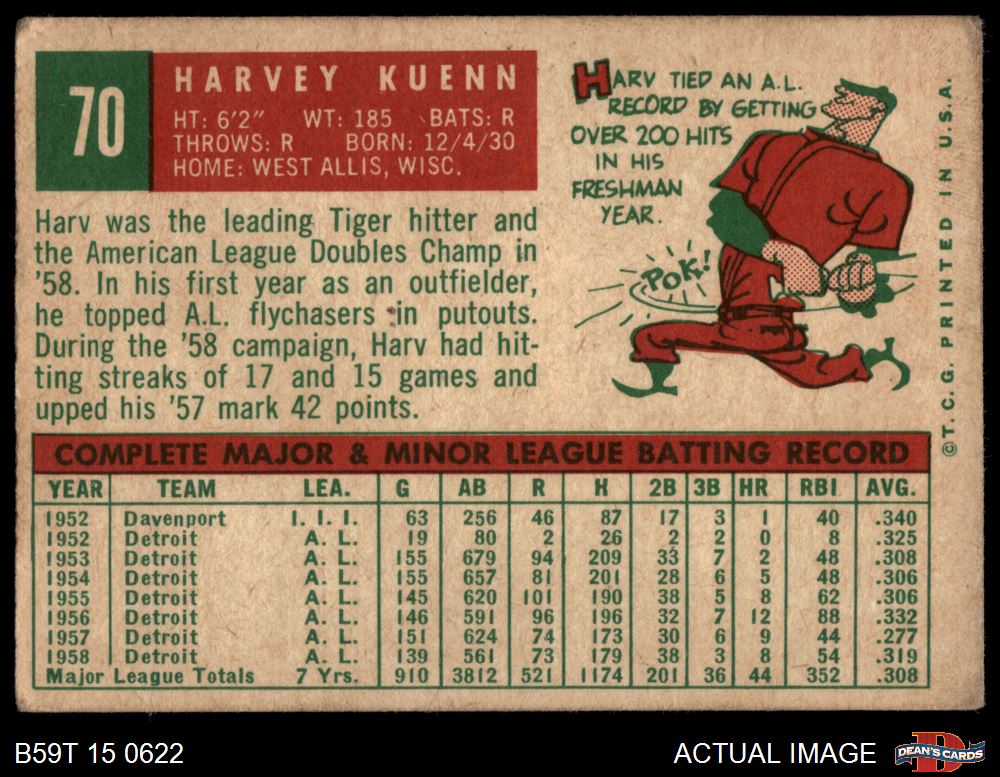 70
HARVEY KUENN
HT: 6'2" WT: 185 BATS: R
THROWS: R BORN: 12/4/30
HOME: WEST ALLIS, WISC.
Harv was the leading Tiger hitter and
the American League Doubles Champ in
'58. In his first year as an outfielder,
he topped A.L. flychasers in putouts.
During the '58 campaign, Harv had hit-
ting streaks of 17 and 15 games and
upped his '57 mark 42 points.
HARV TIED AN A.L.
RECORD BY GETTING
OVER 200 HITS
IN HIS
FRESHMAN
YEAR.
POK!
©T.C.G. PRINTED IN U.S.A.
COMPLETE MAJOR & MINOR LEAGUE BATTING RECORD
YEAR TEAM LEA. G AB R H 2B 3B HR RBI AVG.
1952 Davenport I. I. I. 63 256 46 87 17 3 1 40 .340
1952 Detroit A. L. 19 80 2 26 2 2 0 8 .325
1953 Detroit A. L. 155 679 94 209 33 7 2 48 .308
1954 Detroit A. L. 155 657 81 201 28 6 5 48 .306
1955 Detroit A. L. 145 620 101 190 38 5 8 62 .306
1956 Detroit A. L. 146 591 96 196 32 7 12 88 .332
1957 Detroit A. L. 151 624 74 173 30 6 9 44 .277
1958 Detroit A. L. 139 561 73 179 38 3 8 54 .319
Major League Totals 7 Yrs. 910 3812 521 1174 201 36 44 352 .308
B59T 15 0622
ACTUAL IMAGE
D
DEAN'S CARDS